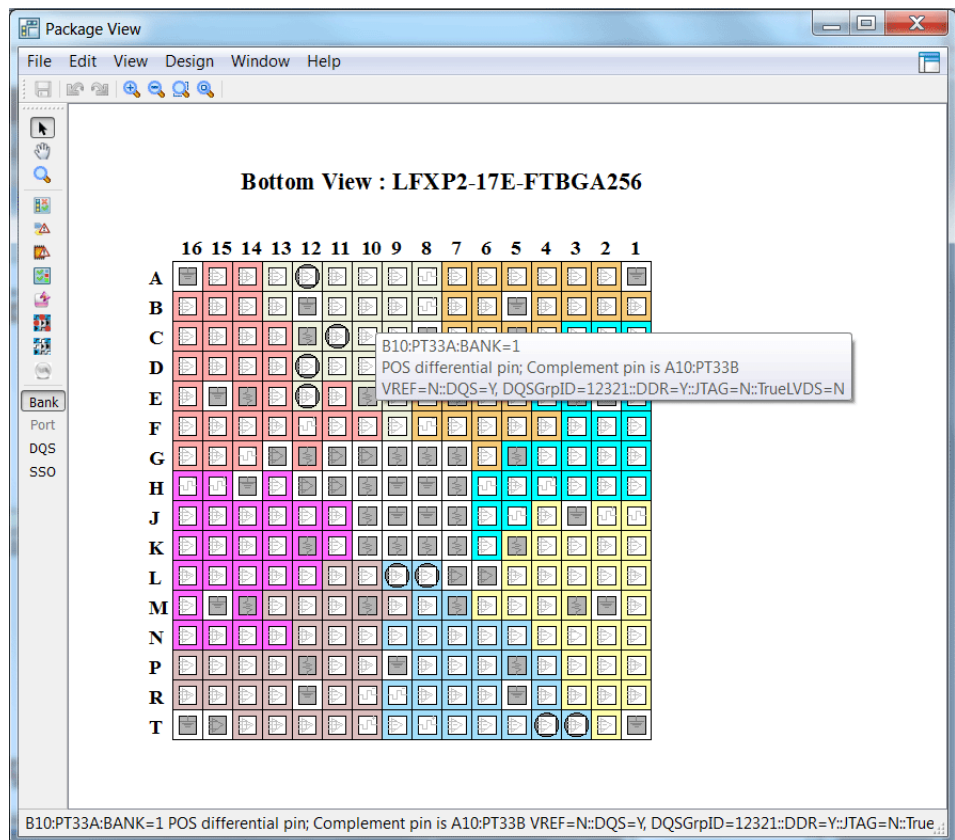 Package View
File Edit View Design Window Help
Bottom View : LFXP2-17E-FTBGA256
16 15 14 13 12 11 10 9 8 7 6 5 4 3 2 1
A
B
C
B10:PT33A:BANK=1
D
POS differential pin; Complement pin is A10:PT33B
E
VREF=N::DQS=Y, DQSGrpID=12321::DDR=Y::JTAG=N::TrueLVDS=N
Bank
F
Port
DQS
G
SSO
H
J
K
L
M
N
P
R
T
B10:PT33A:BANK=1 POS differential pin; Complement pin is A10:PT33B VREF=N::DQS=Y, DQSGrpID=12321::DDR=Y::JTAG=N::True